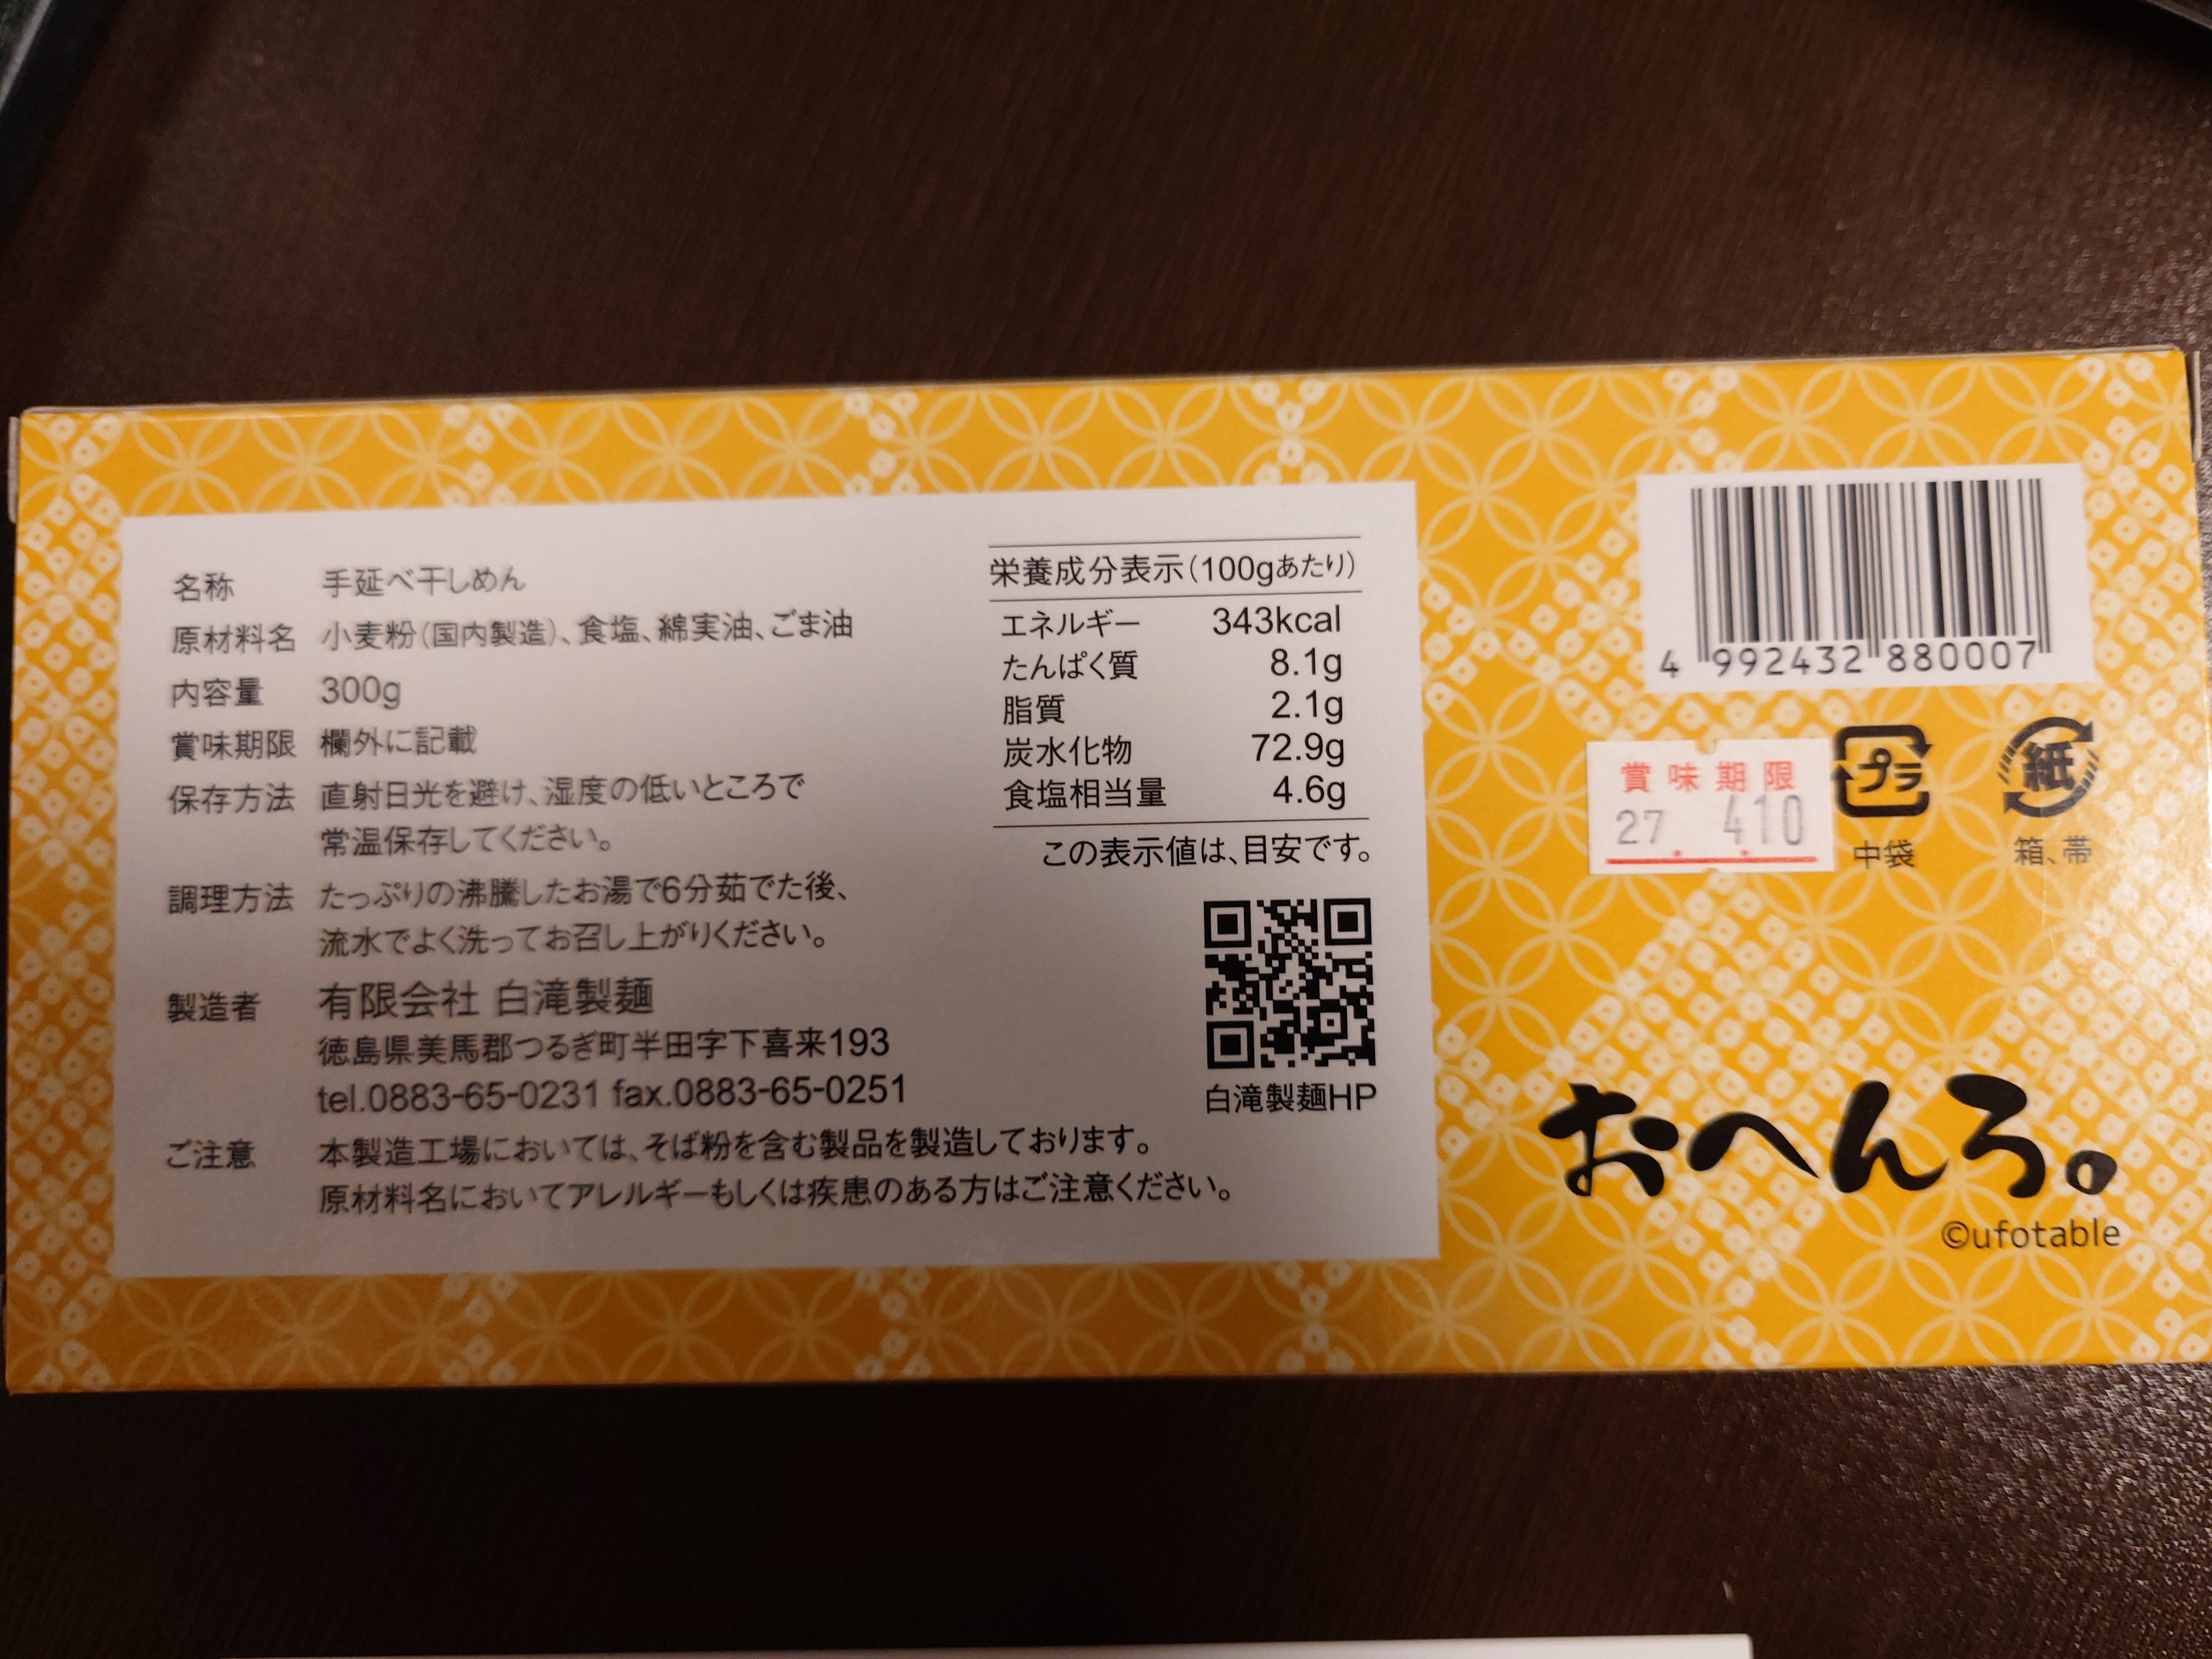 名称 手延べ干しめん
原材料名 小麦粉(国内製造)、食塩、綿実油、ごま油
内容量 300g
賞味期限 欄外に記載
保存方法 直射日光を避け、湿度の低いところで
常温保存してください。
調理方法 たっぷりの沸騰したお湯で6分茹でた後、
流水でよく洗ってお召し上がりください。
製造者 有限会社 白滝製麺
徳島県美馬郡つるぎ町半田字下喜来193
tel.0883-65-0231 fax.0883-65-0251
ご注意 本製造工場においては、そば粉を含む製品を製造しております。
原材料名においてアレルギーもしくは疾患のある方はご注意ください。
栄養成分表示(100gあたり)
エネルギー 343kcal
たんぱく質 8.1g
脂質 2.1g
炭水化物 72.9g
食塩相当量 4.6g
この表示値は、目安です。
白滝製麺HP
4 992432 880007
賞味期限
27. 4.10
プラ
中袋
紙
箱、帯
おへんろ。
©ufotable